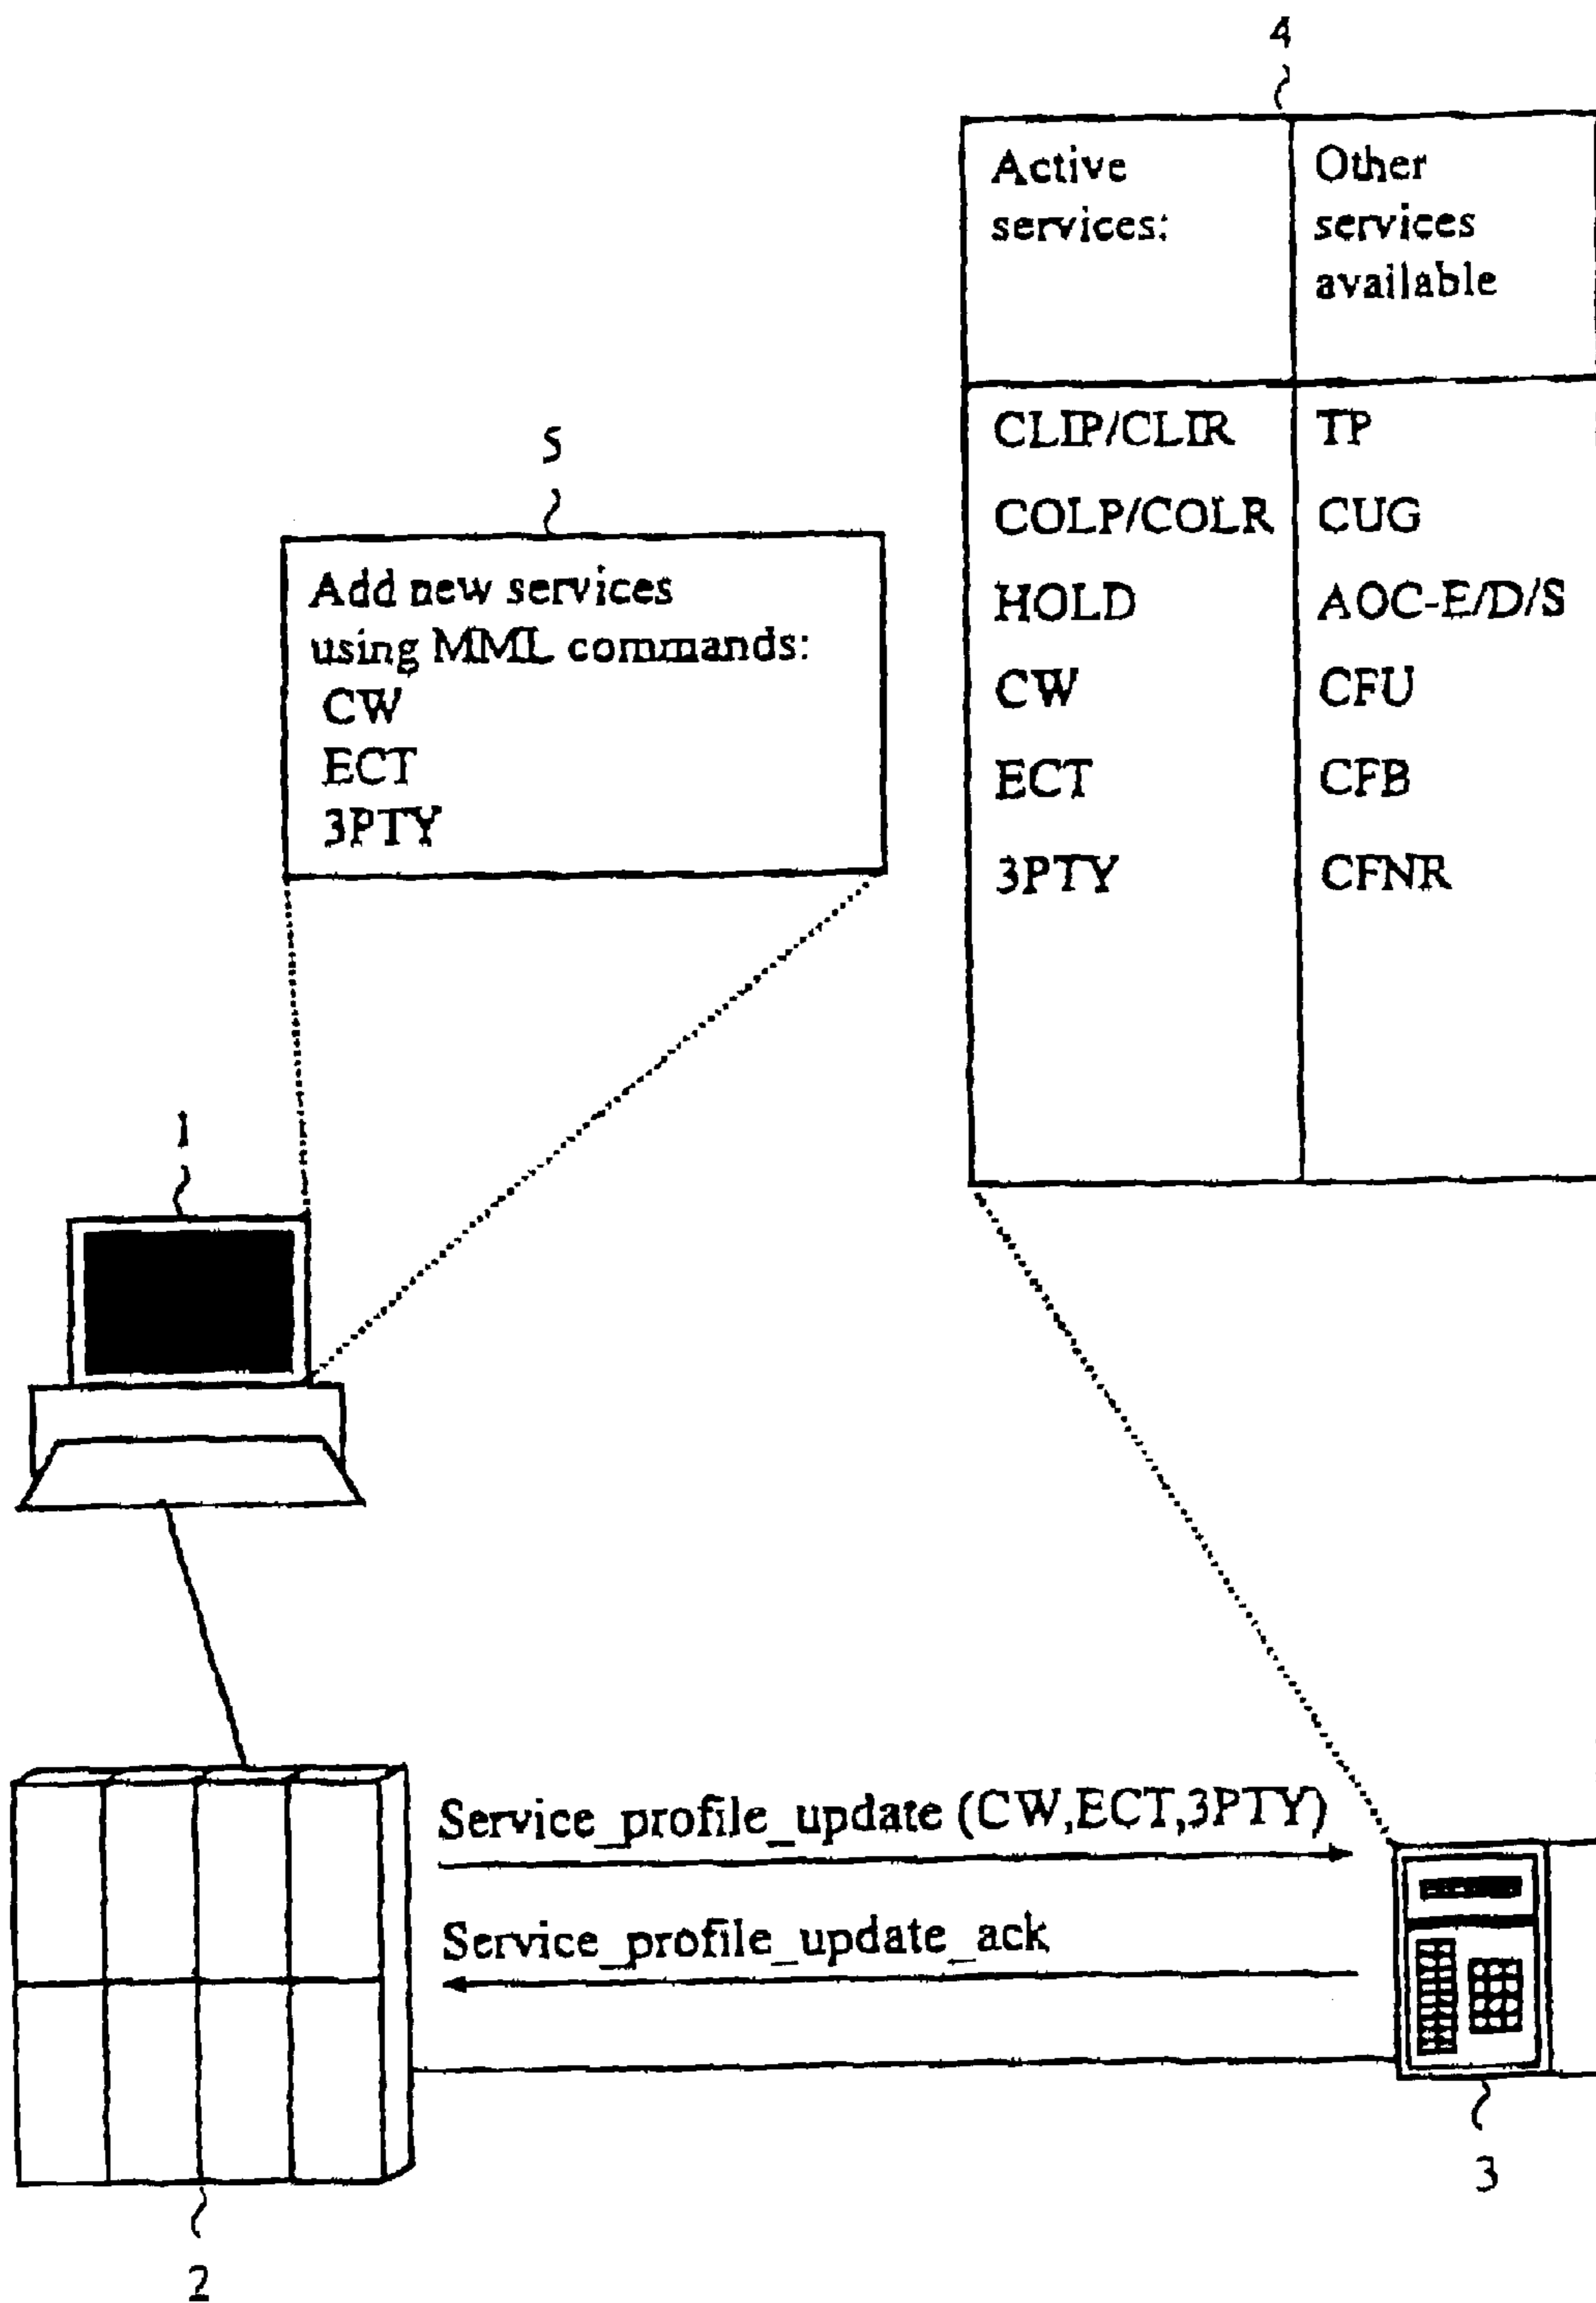 4
Active
services:
Other
services
available
CLIP/CLIR
TP
COLP/COLR
CUG
HOLD
AOC-E/D/S
CW
CFU
ECT
CFB
3PTY
CFNR
5
Add new services
using MML commands:
CW
ECT
3PTY
1
Service_profile_update (CW,ECT,3PTY)
Service_profile_update_ack
3
2